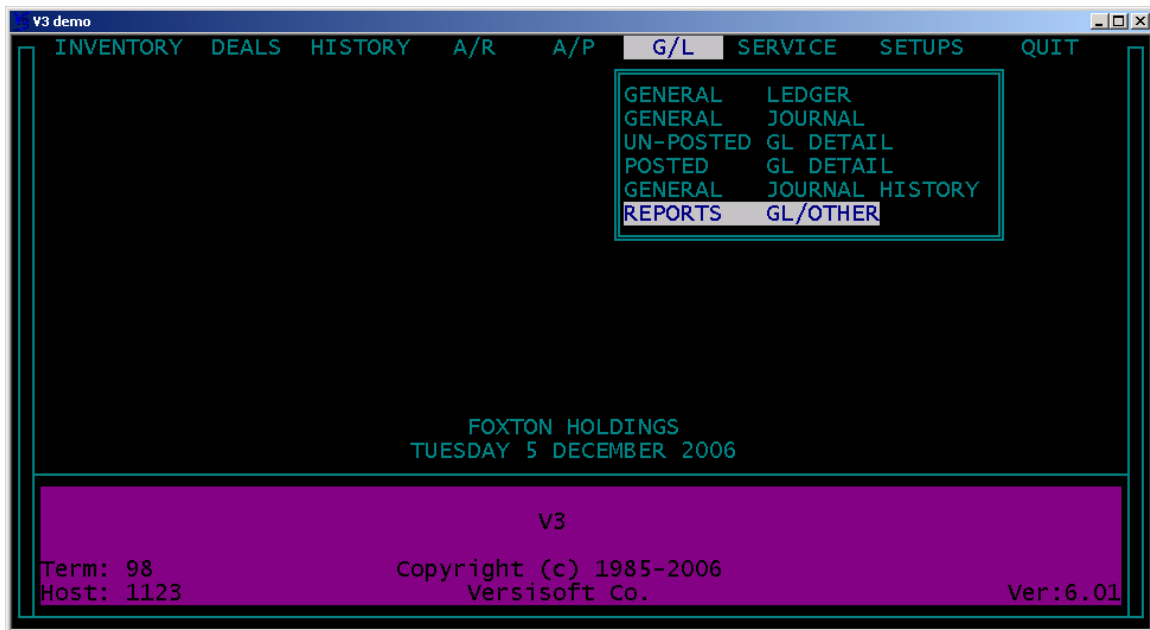 V3 demo
INVENTORY DEALS HISTORY A/R A/P G/L SERVICE SETUPS QUIT
GENERAL LEDGER
GENERAL JOURNAL
UN-POSTED GL DETAIL
POSTED GL DETAIL
GENERAL JOURNAL HISTORY
REPORTS GL/OTHER
FOXTON HOLDINGS
TUESDAY 5 DECEMBER 2006
V3
Term: 98 Copyright (c) 1985-2006
Host: 1123 Versisoft Co. Ver:6.01